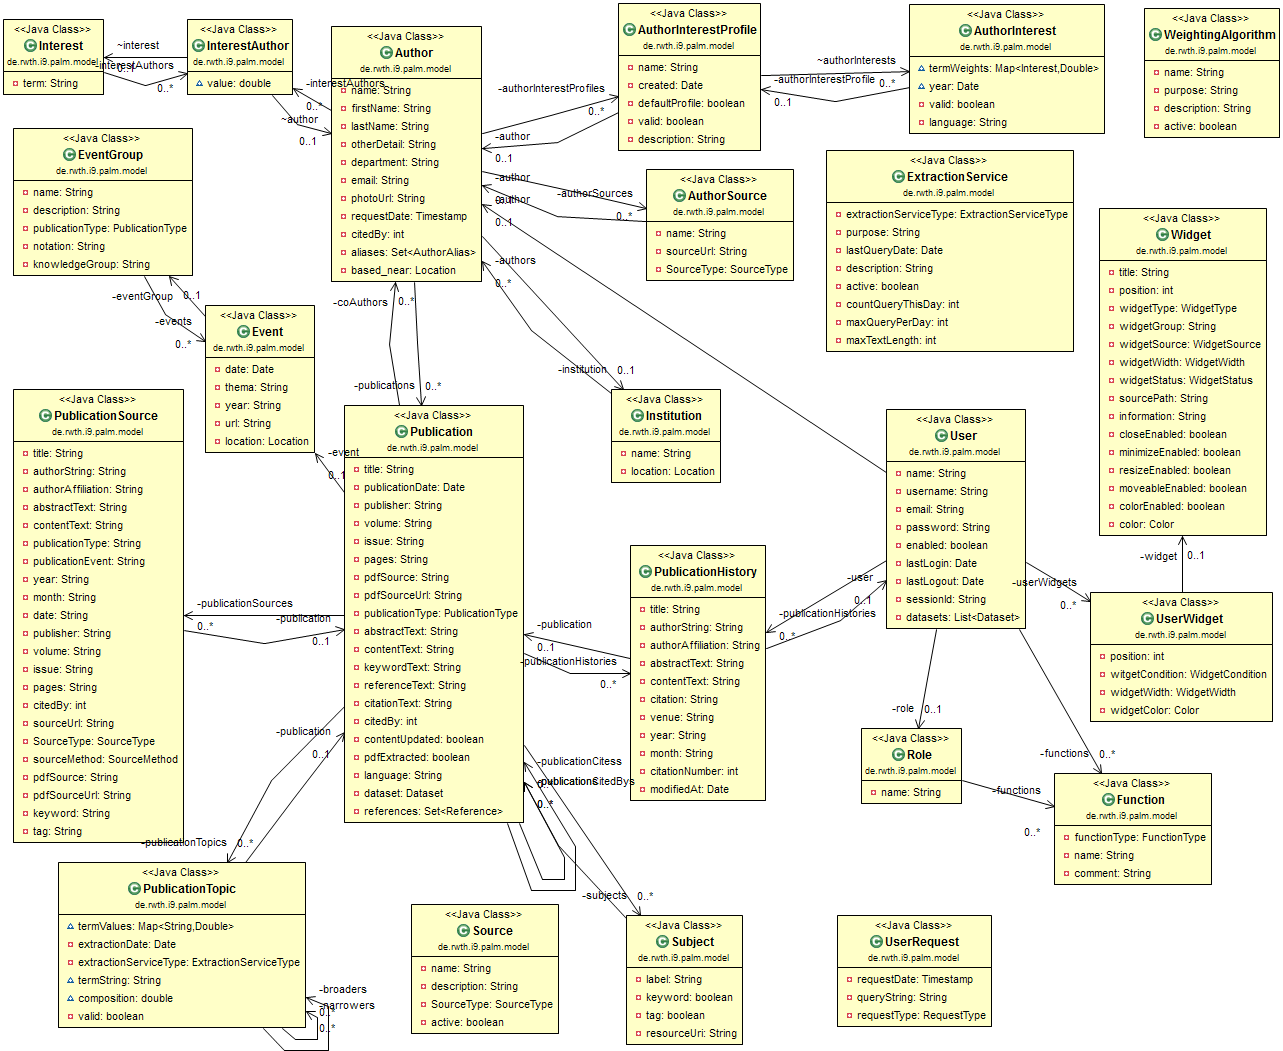 <<Java Class>>
Interest
de.rwth.i9.palm.model
term: String
~interest
-interestAuthors
0..1
0..*
<<Java Class>>
InterestAuthor
de.rwth.i9.palm.model
value: double
-interestAuthors
0..*
~author
0..1
<<Java Class>>
Author
de.rwth.i9.palm.model
name: String
firstName: String
lastName: String
otherDetail: String
department: String
email: String
photoUrl: String
requestDate: Timestamp
citedBy: int
aliases: Set<AuthorAlias>
based_near: Location
-authorInterestProfiles
0..*
-author
0..1
<<Java Class>>
AuthorInterestProfile
de.rwth.i9.palm.model
name: String
created: Date
defaultProfile: boolean
valid: boolean
description: String
~authorInterests
-authorInterestProfile
0..*
0..1
<<Java Class>>
AuthorInterest
de.rwth.i9.palm.model
termWeights: Map<Interest,Double>
year: Date
valid: boolean
language: String
<<Java Class>>
WeightingAlgorithm
de.rwth.i9.palm.model
name: String
purpose: String
description: String
active: boolean
<<Java Class>>
EventGroup
de.rwth.i9.palm.model
name: String
description: String
publicationType: PublicationType
notation: String
knowledgeGroup: String
-eventGroup
0..1
-events
0..*
<<Java Class>>
Event
de.rwth.i9.palm.model
date: Date
thema: String
year: String
url: String
location: Location
-author
-authorSources
0..1
-author
0..*
0..1
<<Java Class>>
AuthorSource
de.rwth.i9.palm.model
name: String
sourceUrl: String
SourceType: SourceType
<<Java Class>>
ExtractionService
de.rwth.i9.palm.model
extractionServiceType: ExtractionServiceType
purpose: String
lastQueryDate: Date
description: String
active: boolean
countQueryThisDay: int
maxQueryPerDay: int
maxTextLength: int
<<Java Class>>
Widget
de.rwth.i9.palm.model
title: String
position: int
widgetType: WidgetType
widgetGroup: String
widgetSource: WidgetSource
widgetWidth: WidgetWidth
widgetStatus: WidgetStatus
sourcePath: String
information: String
closeEnabled: boolean
minimizeEnabled: boolean
resizeEnabled: boolean
moveableEnabled: boolean
colorEnabled: boolean
color: Color
-authors
0..*
-coAuthors
0..*
-publications
0..*
-institution
0..1
<<Java Class>>
Institution
de.rwth.i9.palm.model
name: String
location: Location
<<Java Class>>
PublicationSource
de.rwth.i9.palm.model
title: String
authorString: String
authorAffiliation: String
abstractText: String
contentText: String
publicationType: String
publicationEvent: String
year: String
month: String
date: String
publisher: String
volume: String
issue: String
pages: String
citedBy: int
sourceUrl: String
SourceType: SourceType
sourceMethod: SourceMethod
pdfSource: String
pdfSourceUrl: String
keyword: String
tag: String
-event
0..1
-publicationSources
0..*
-publication
0..1
<<Java Class>>
Publication
de.rwth.i9.palm.model
title: String
publicationDate: Date
publisher: String
volume: String
issue: String
pages: String
pdfSource: String
pdfSourceUrl: String
publicationType: PublicationType
abstractText: String
contentText: String
keywordText: String
referenceText: String
citationText: String
citedBy: int
contentUpdated: boolean
pdfExtracted: boolean
language: String
dataset: Dataset
references: Set<Reference>
-publication
0..1
-publicationHistories
0..*
<<Java Class>>
PublicationHistory
de.rwth.i9.palm.model
title: String
authorString: String
authorAffiliation: String
abstractText: String
contentText: String
citation: String
venue: String
year: String
month: String
citationNumber: int
modifiedAt: Date
-user
0..1
-publicationHistories
0..*
<<Java Class>>
User
de.rwth.i9.palm.model
name: String
username: String
email: String
password: String
enabled: boolean
lastLogin: Date
lastLogout: Date
sessionId: String
datasets: List<Dataset>
-userWidgets
0..*
-widget
0..1
<<Java Class>>
UserWidget
de.rwth.i9.palm.model
position: int
witgetCondition: WidgetCondition
widgetWidth: WidgetWidth
widgetColor: Color
-role
0..1
<<Java Class>>
Role
de.rwth.i9.palm.model
name: String
-functions
0..*
-functions
0..*
<<Java Class>>
Function
de.rwth.i9.palm.model
functionType: FunctionType
name: String
comment: String
-publication
0..1
-publicationTopics
0..*
<<Java Class>>
PublicationTopic
de.rwth.i9.palm.model
termValues: Map<String,Double>
extractionDate: Date
extractionServiceType: ExtractionServiceType
termString: String
composition: double
valid: boolean
-broaders
-narrowers
0..*
0..*
-publicationCitess
-publicationCitedBys
0..*
-subjects
0..*
<<Java Class>>
Source
de.rwth.i9.palm.model
name: String
description: String
SourceType: SourceType
active: boolean
<<Java Class>>
Subject
de.rwth.i9.palm.model
label: String
keyword: boolean
tag: boolean
resourceUri: String
<<Java Class>>
UserRequest
de.rwth.i9.palm.model
requestDate: Timestamp
queryString: String
requestType: RequestType